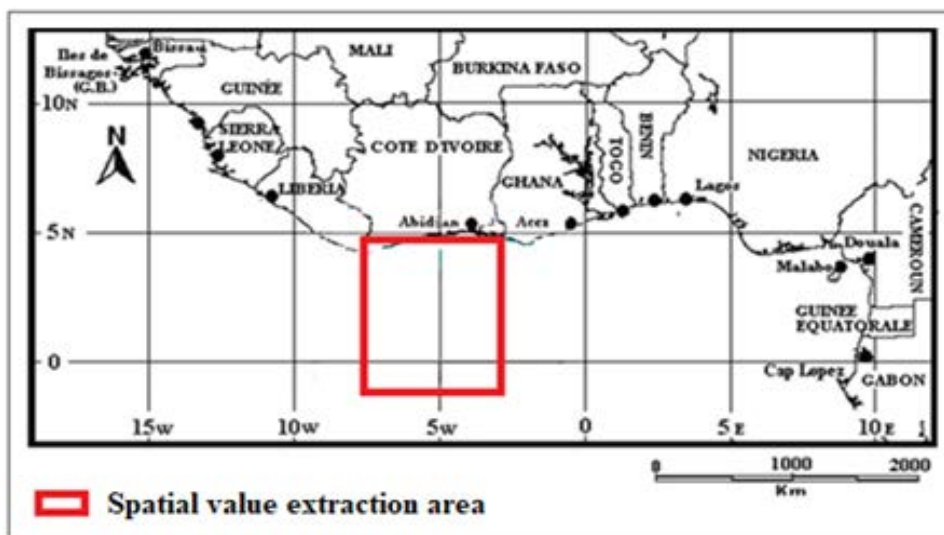 MALI
Bissau
Iles de
Bissagos
(G.B.)
BURKINA FASO
GUINÉE
10N
N
SIERRA
LEONE
COTE D'IVOIRE
BENIN
TOGO
NIGERIA
GHANA
LIBERIA
Lagos
CAMEROUN
5N
Abidjan
Douala
Malabo
GUINEE
EQUATORALE
0
Cap Lopez
GABON
15W
10W
5W
0
5E
10E
0
1000
2000
Km
Spatial value extraction area